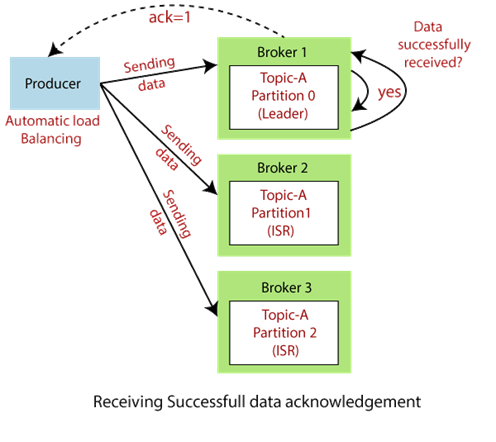 ack=1
Data
successfully
received?
Broker 1
Sending
data
Topic-A
Partition 0
(Leader)
yes
Producer
Automatic load
Balancing
Sending
data
Broker 2
Topic-A
Partition1
(ISR)
Sending
data
Broker 3
Topic-A
Partition 2
(ISR)
Receiving Successfull data acknowledgement